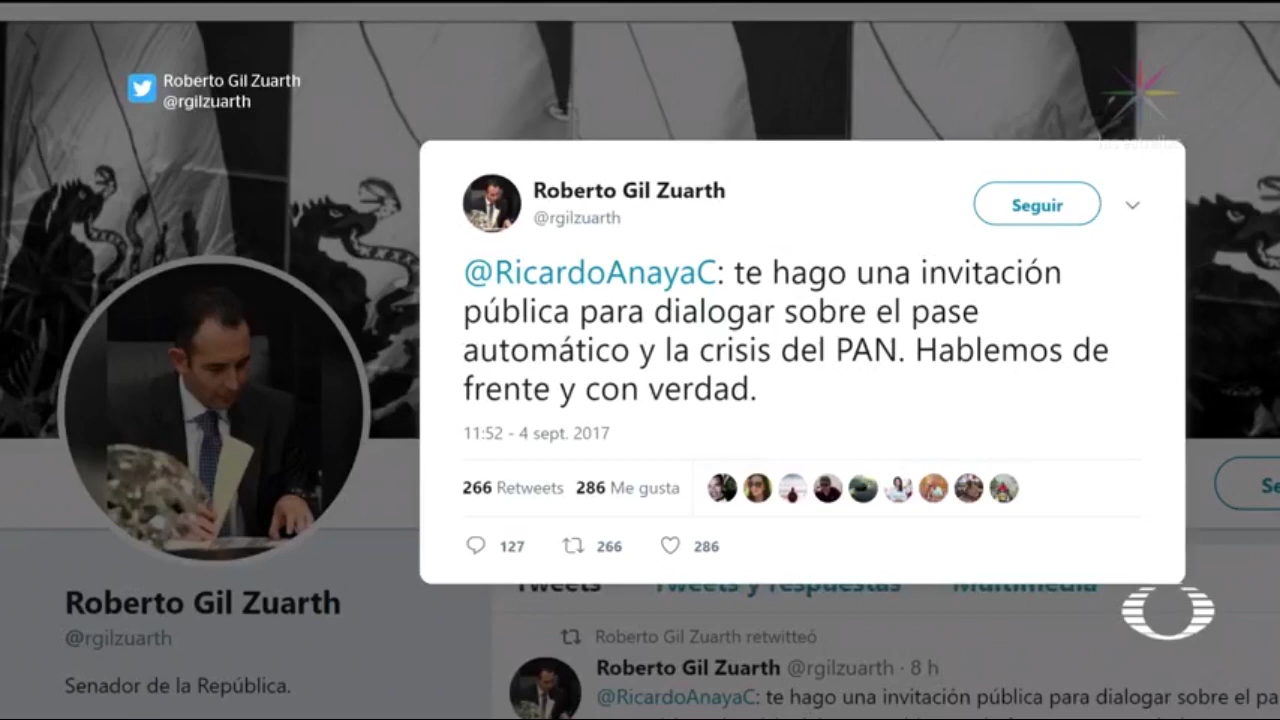 Roberto Gil Zuarth
@rgilzuarth
las estrellas
Roberto Gil Zuarth
@rgilzuarth
Seguir
@RicardoAnayaC: te hago una invitación
pública para dialogar sobre el pase
automático y la crisis del PAN. Hablemos de
frente y con verdad.
11:52 - 4 sept. 2017
266 Retweets 286 Me gusta
127 266 286
Se
Roberto Gil Zuarth
@rgilzuarth
Senador de la República.
Tweets Tweets y respuestas Multimedia
Roberto Gil Zuarth retwitteó
Roberto Gil Zuarth @rgilzuarth · 8 h
@RicardoAnayaC: te hago una invitación pública para dialogar sobre el pa